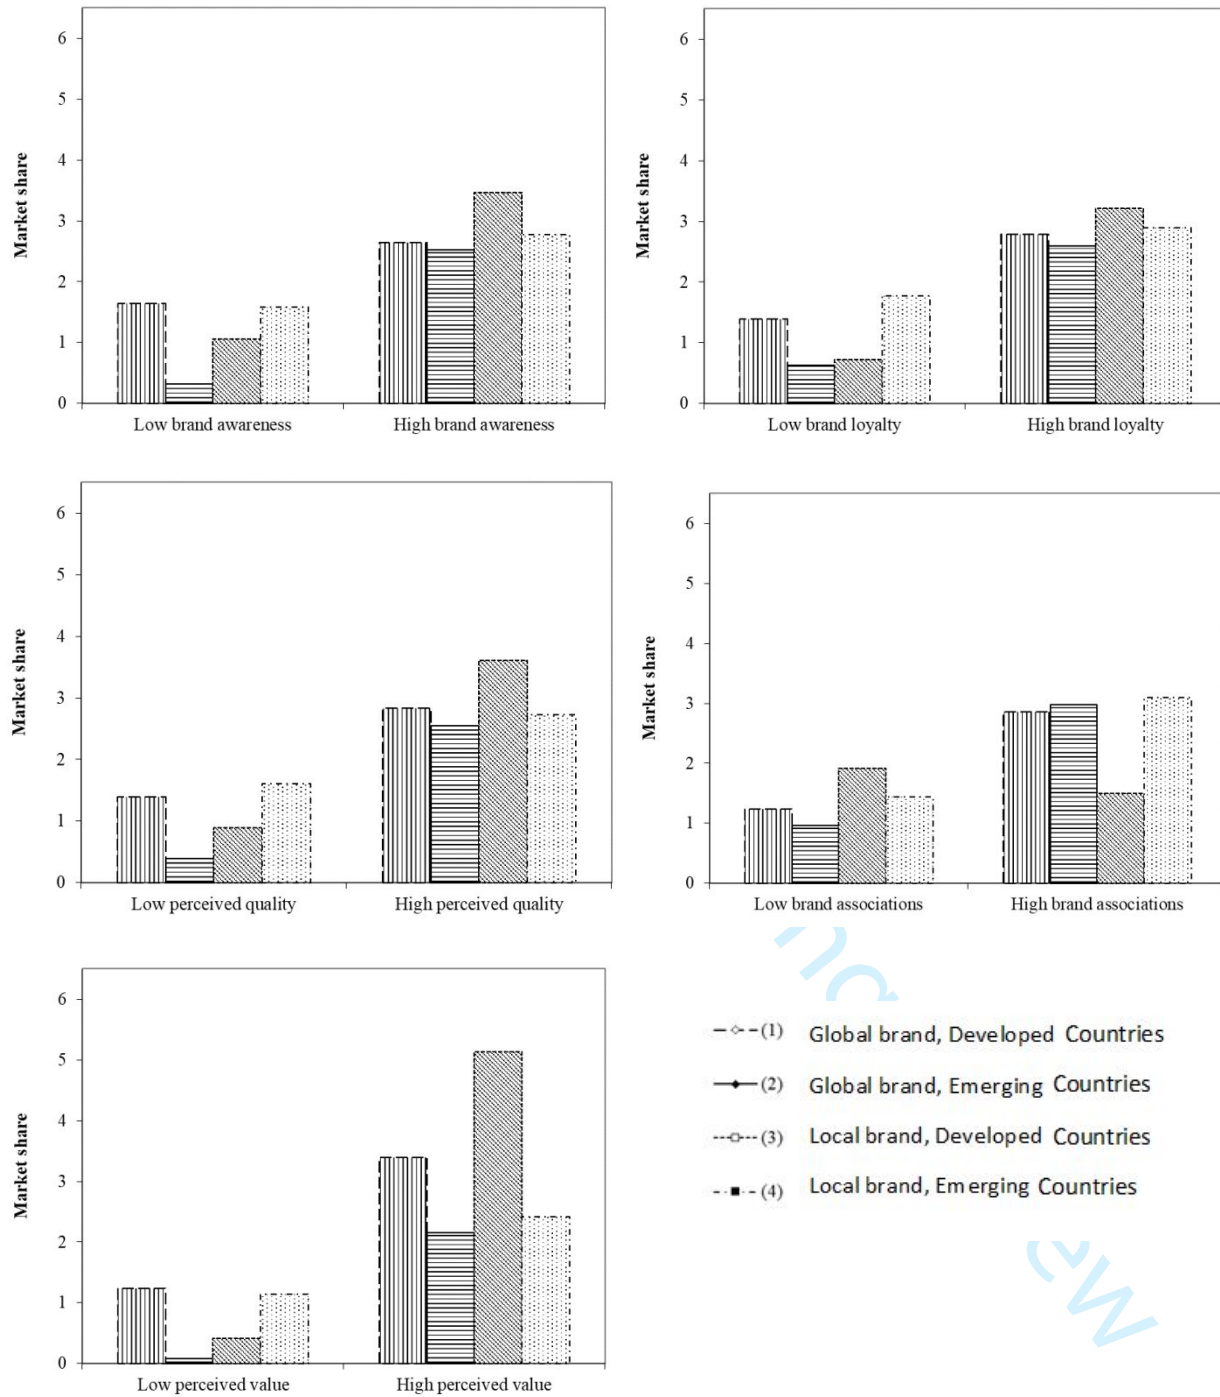 6
5
4
3
2
1
0
Market share
Low brand awareness High brand awareness
6
5
4
3
2
1
0
Market share
Low brand loyalty High brand loyalty
6
5
4
3
2
1
0
Market share
Low perceived quality High perceived quality
6
5
4
3
2
1
0
Market share
Low brand associations High brand associations
6
5
4
3
2
1
0
Market share
Low perceived value High perceived value
(1) Global brand, Developed Countries
(2) Global brand, Emerging Countries
(3) Local brand, Developed Countries
(4) Local brand, Emerging Countries